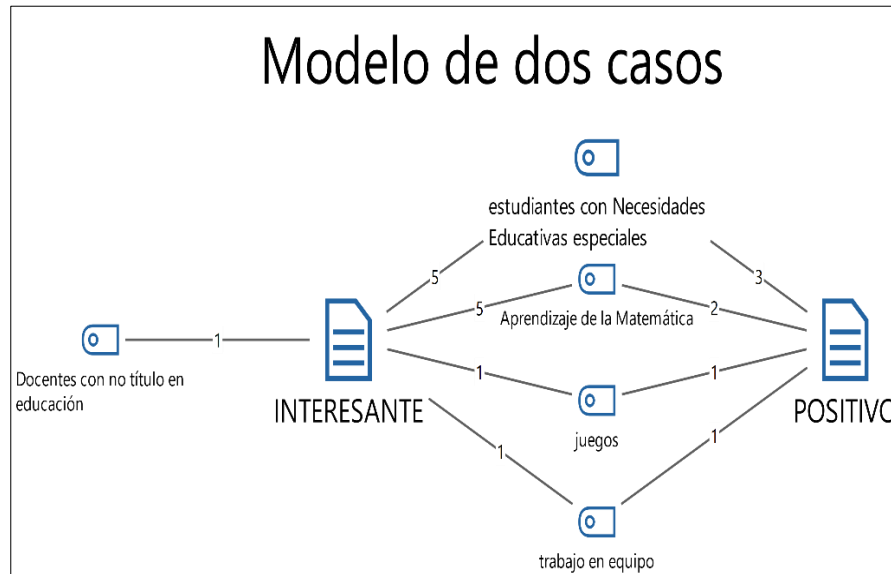 Modelo de dos casos
estudiantes con Necesidades
Educativas especiales
5
3
5
2
Aprendizaje de la Matemática
1
Docentes con no título en
educación
INTERESANTE
POSITIVO
1
1
juegos
1
1
trabajo en equipo